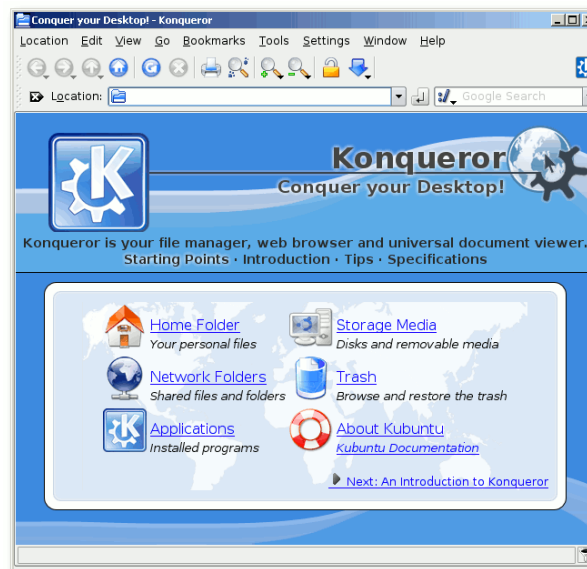 Conquer your Desktop! - Konqueror
Location Edit View Go Bookmarks Tools Settings Window Help
Location: Google Search
Konqueror
Conquer your Desktop!
Konqueror is your file manager, web browser and universal document viewer.
Starting Points · Introduction · Tips · Specifications
Home Folder Storage Media
Your personal files Disks and removable media
Network Folders Trash
Shared files and folders Browse and restore the trash
Applications About Kubuntu
Installed programs Kubuntu Documentation
Next: An Introduction to Konqueror